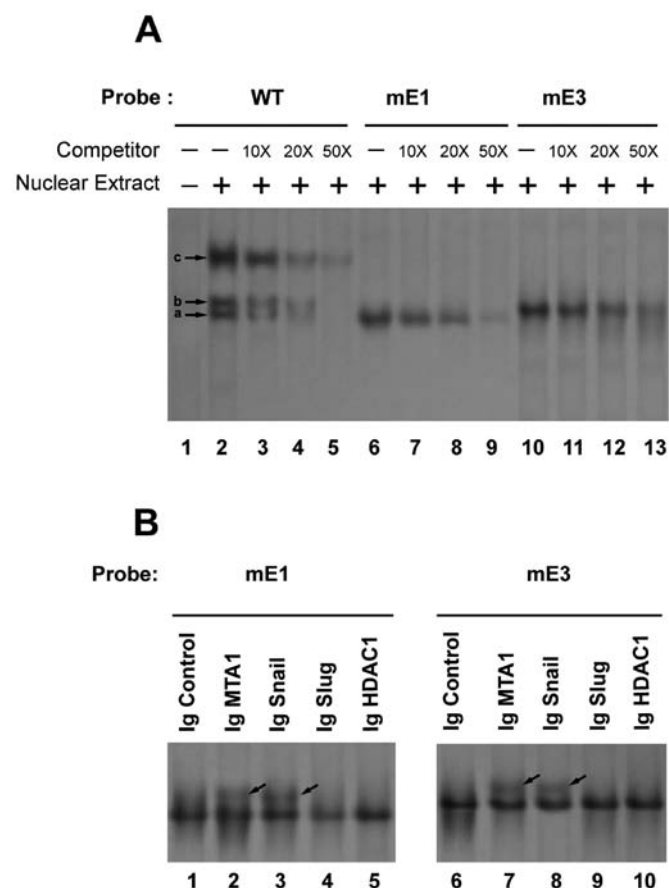 A
Probe : WT mE1 mE3
Competitor – – 10X 20X 50X – 10X 20X 50X – 10X 20X 50X
Nuclear Extract – + + + + + + + + + + + +
c
b
a
1 2 3 4 5 6 7 8 9 10 11 12 13
B
Probe: mE1 mE3
Ig Control Ig MTA1 Ig Snail Ig Slug Ig HDAC1 Ig Control Ig MTA1 Ig Snail Ig Slug Ig HDAC1
1 2 3 4 5 6 7 8 9 10